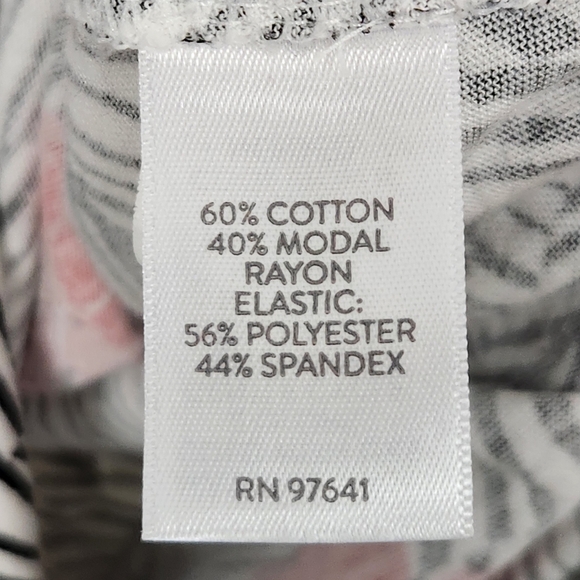 60% COTTON
40% MODAL
RAYON
ELASTIC:
56% POLYESTER
44% SPANDEX
RN 97641